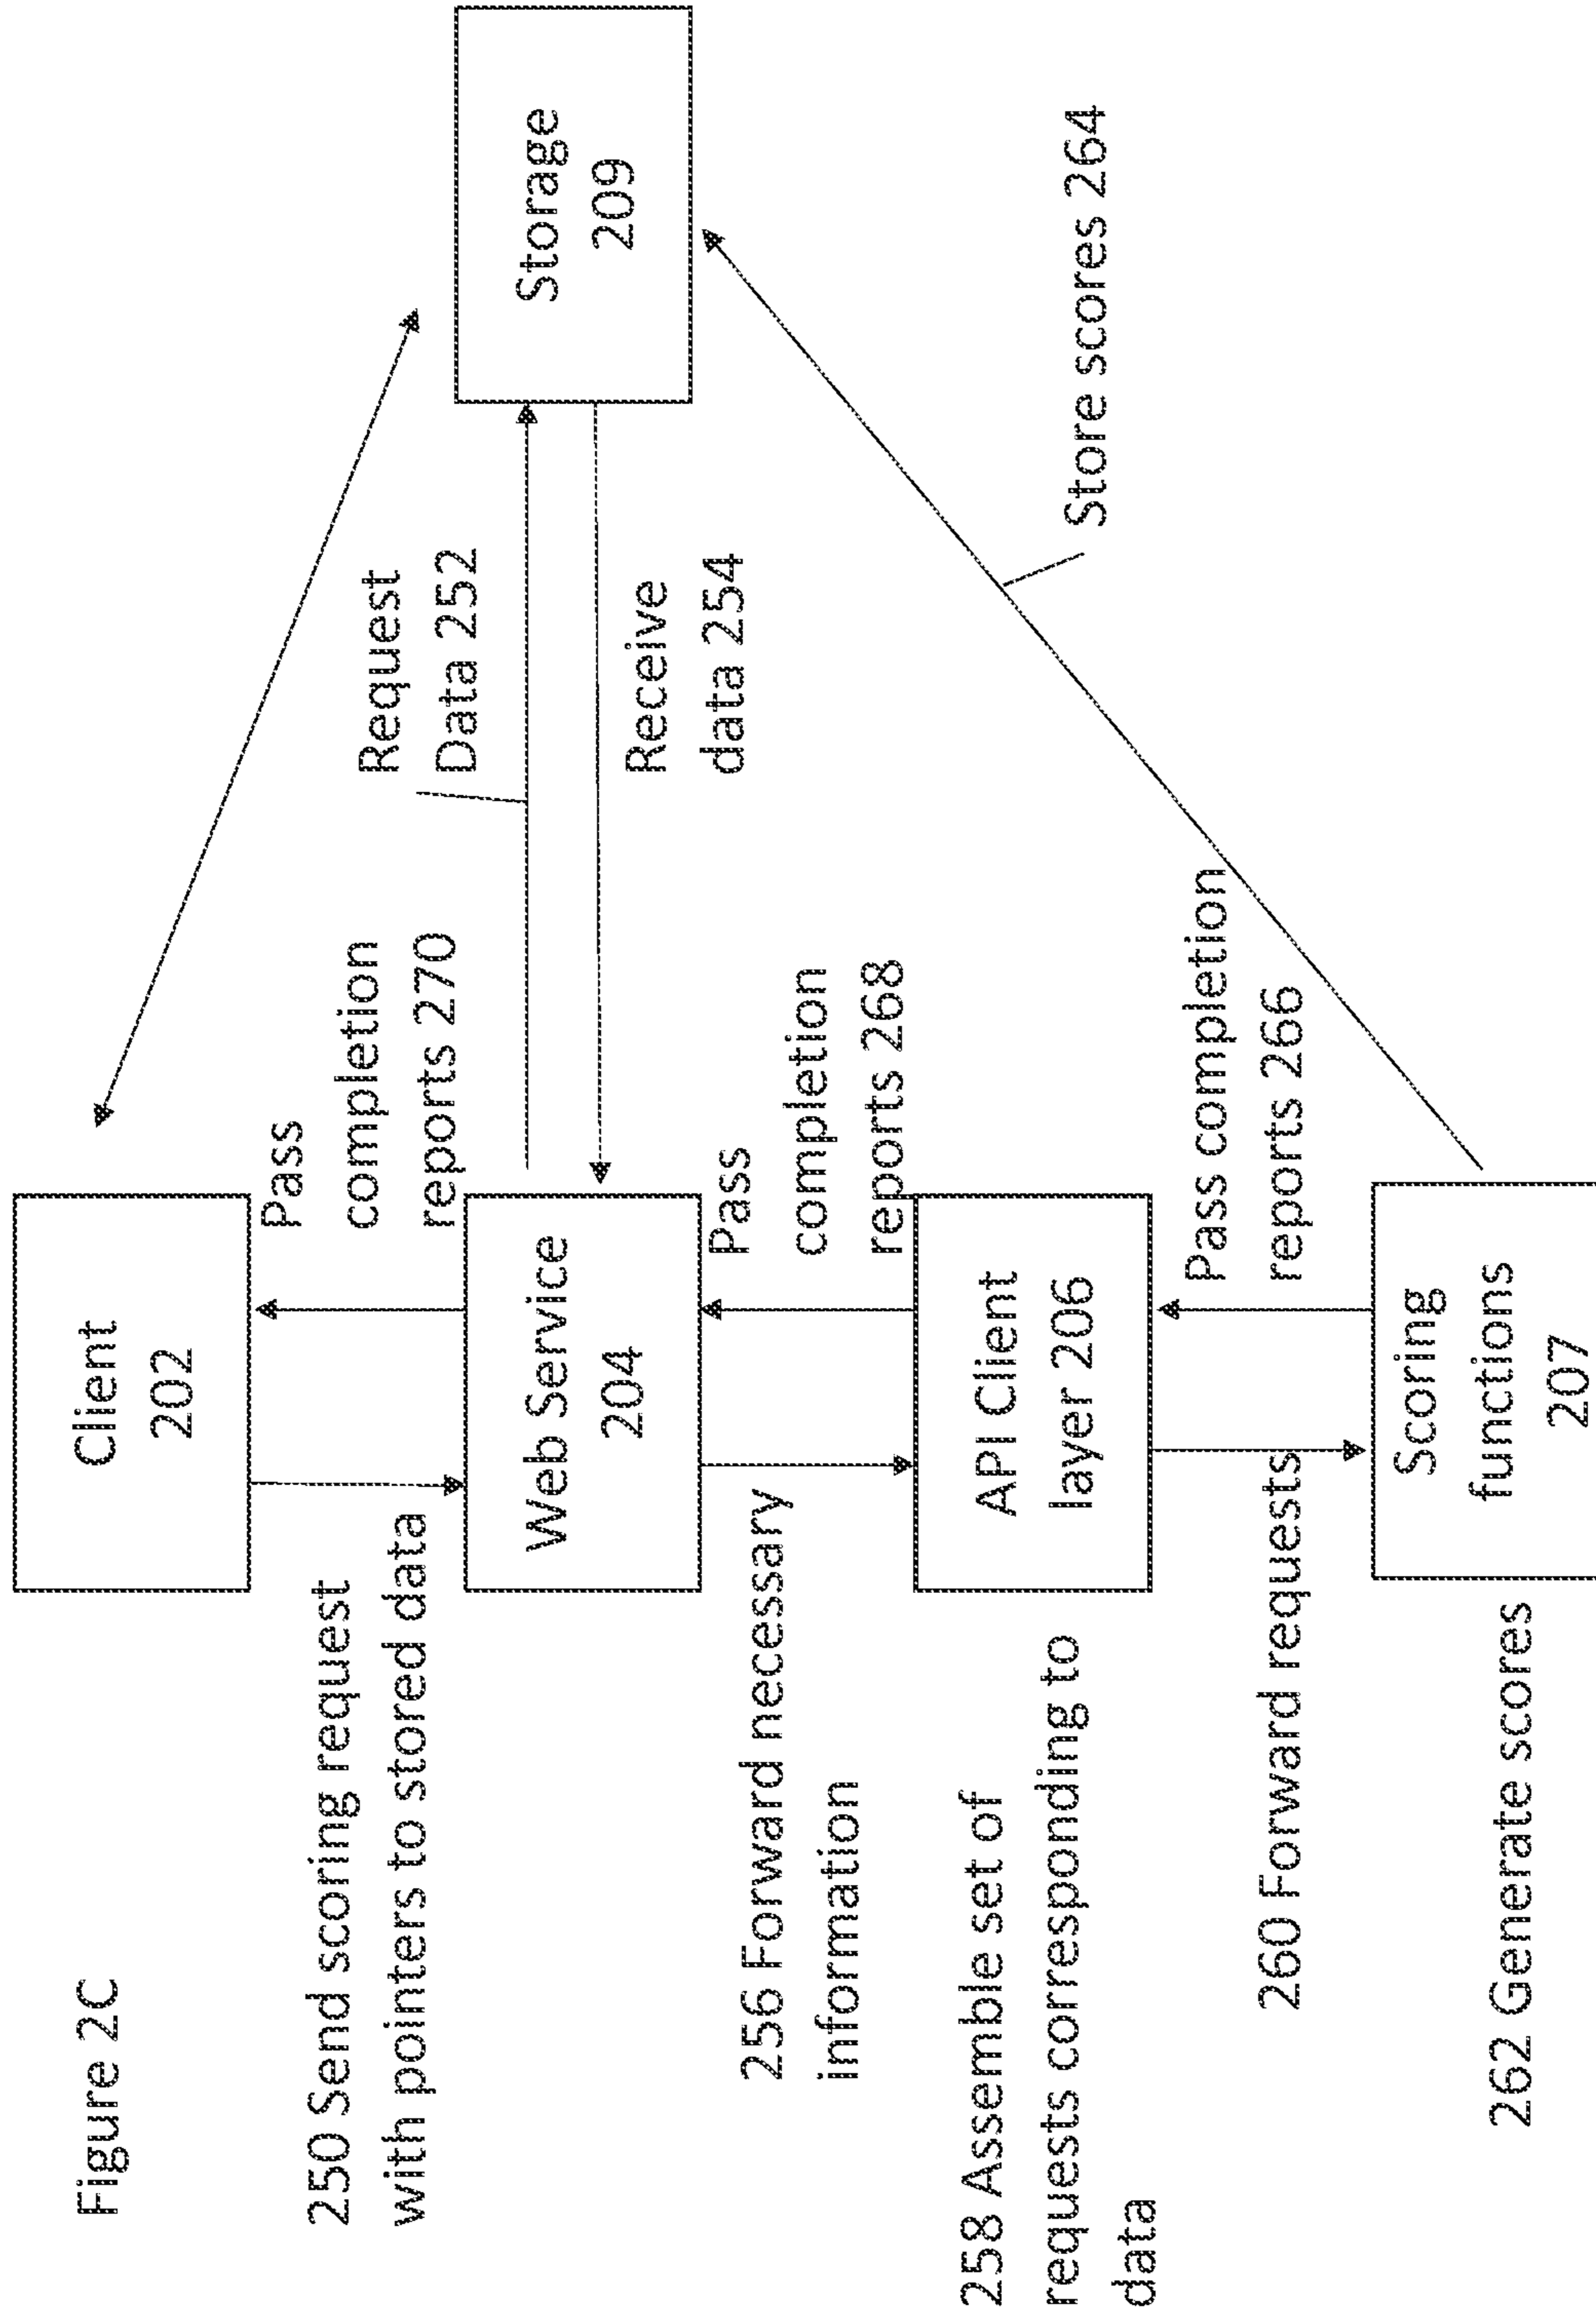 Figure 2C
Client
202
250 Send scoring request
with pointers to stored data
Pass
completion
reports 270
Request
Data 252
Storage
209
Web Service
204
Receive
data 254
256 Forward necessary
information
Pass
completion
reports 268
258 Assemble set of
requests corresponding to
data
API Client
layer 206
Store scores 264
260 Forward requests
Pass completion
reports 266
262 Generate scores
Scoring
functions
207